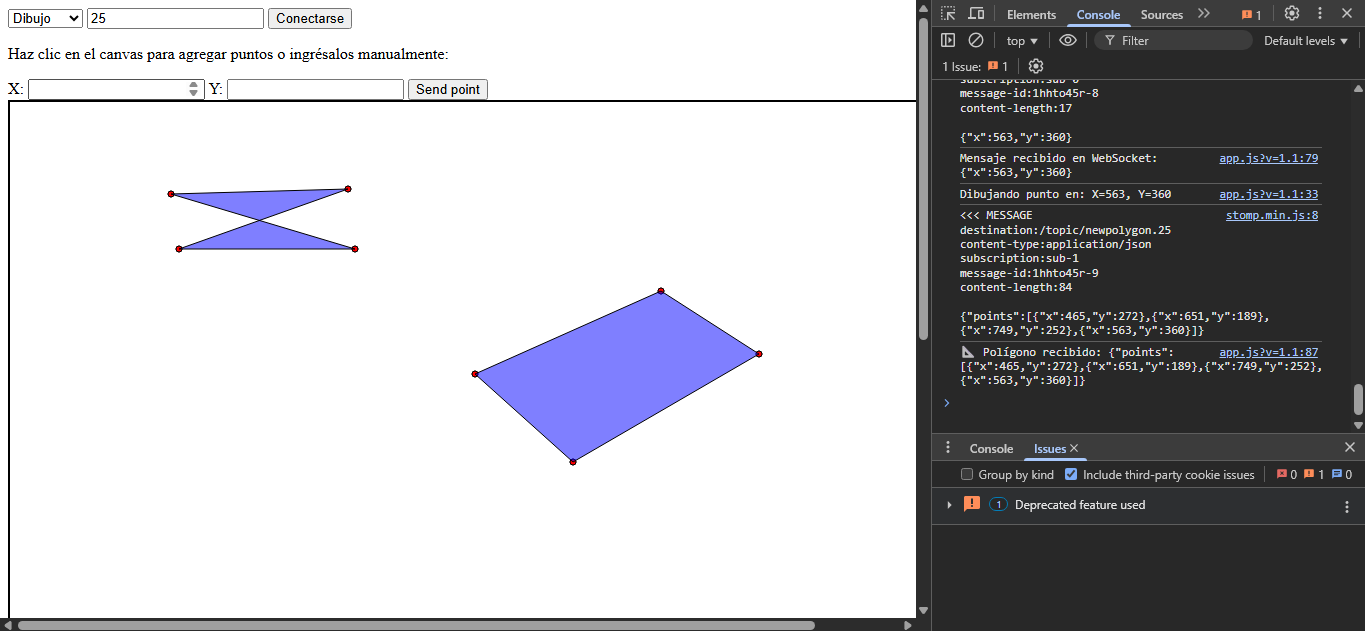 Dibujo 25 Conectarse
Haz clic en el canvas para agregar puntos o ingrésalos manualmente:
X: Y: Send point
Elements Console Sources 1
top Filter Default levels
1 Issue: 1
subscription:sub-0
message-id:1hhto45r-8
content-length:17
{"x":563,"y":360}
Mensaje recibido en WebSocket: app.js?v=1.1:79
{"x":563,"y":360}
Dibujando punto en: X=563, Y=360 app.js?v=1.1:33
<<< MESSAGE stomp.min.js:8
destination:/topic/newpolygon.25
content-type:application/json
subscription:sub-1
message-id:1hhto45r-9
content-length:84
{"points":[{"x":465,"y":272},{"x":651,"y":189},
{"x":749,"y":252},{"x":563,"y":360}]}
Polígono recibido: {"points": app.js?v=1.1:87
[{"x":465,"y":272},{"x":651,"y":189},{"x":749,"y":252},
{"x":563,"y":360}]}
Console Issues
Group by kind Include third-party cookie issues 0 1 0
1 Deprecated feature used